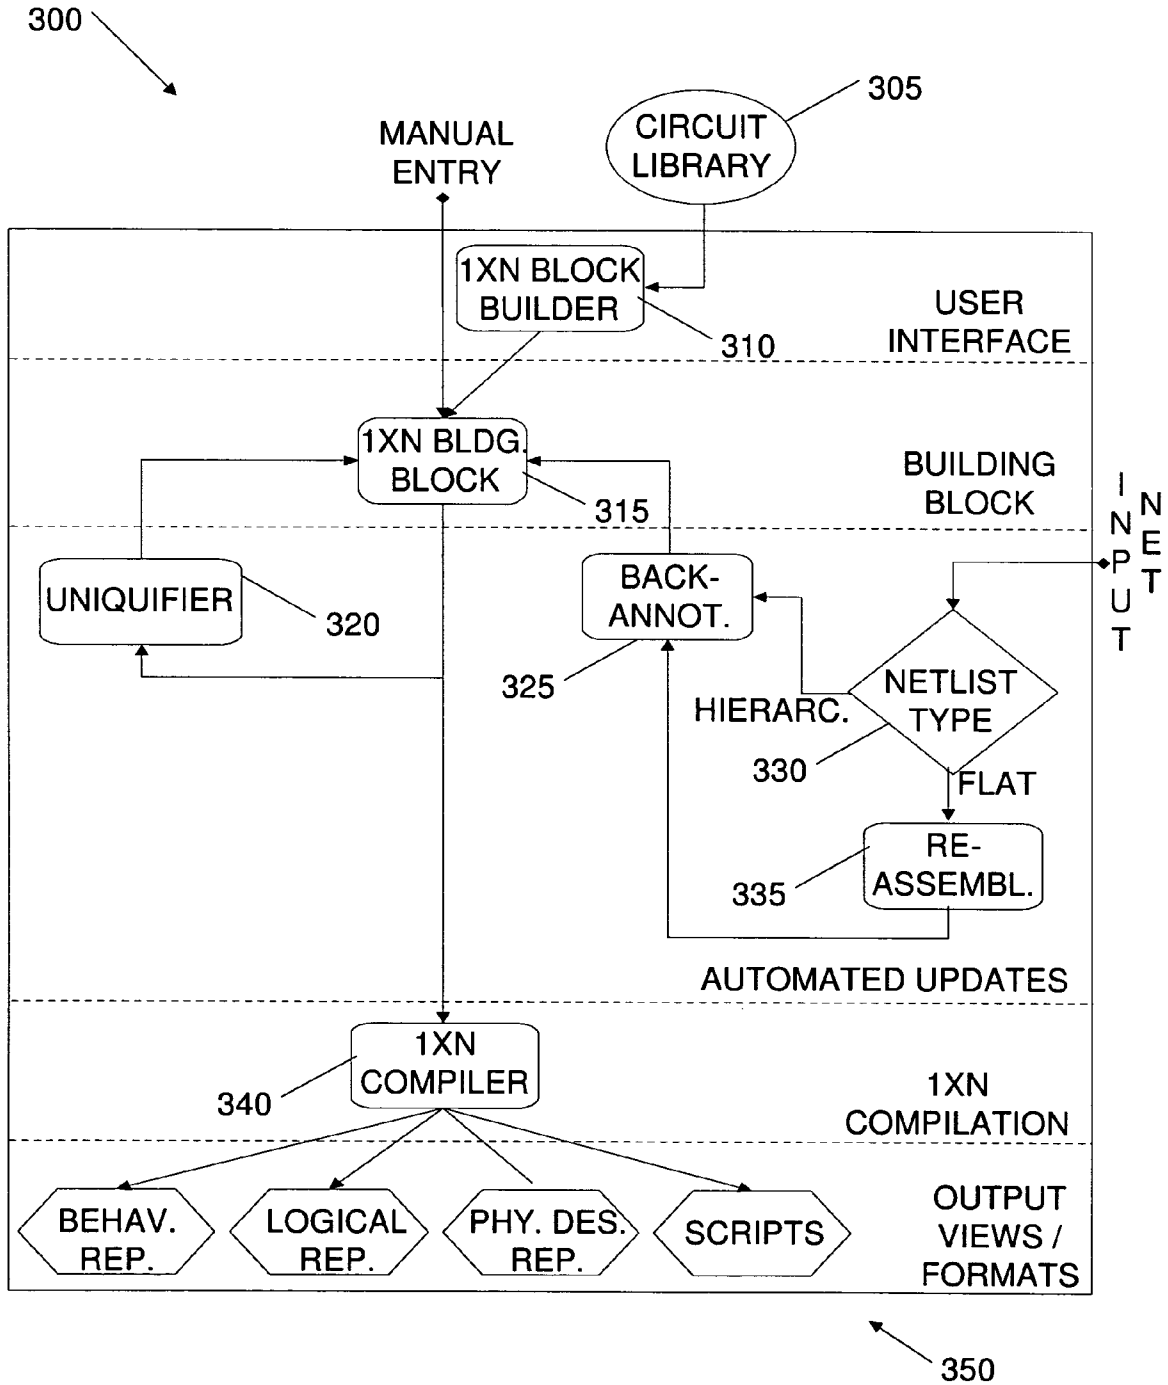 300
305
MANUAL
ENTRY
CIRCUIT
LIBRARY
1XN BLOCK
BUILDER
310
USER
INTERFACE
1XN BLDG.
BLOCK
315
BUILDING
BLOCK
INPUT
NET
UNIQUIFIER
320
BACK-
ANNOT.
325
HIERARC.
NETLIST
TYPE
330
FLAT
RE-
ASSEMBL.
335
AUTOMATED UPDATES
1XN
COMPILER
340
1XN
COMPILATION
BEHAV.
REP.
LOGICAL
REP.
PHY. DES.
REP.
SCRIPTS
OUTPUT
VIEWS /
FORMATS
350